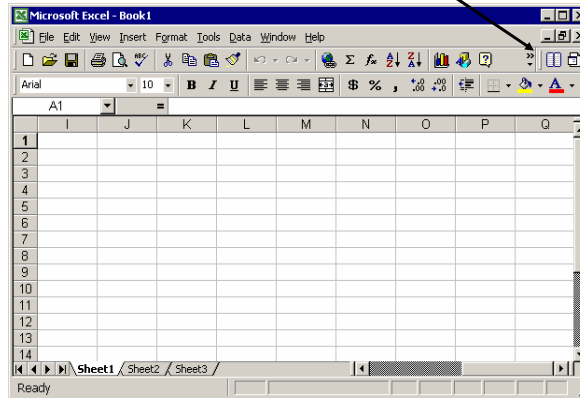 Microsoft Excel - Book1
File Edit View Insert Format Tools Data Window Help
Arial 10 B I U $ % ,
A1 =
I J K L M N O P Q
1
2
3
4
5
6
7
8
9
10
11
12
13
14
Sheet1 Sheet2 Sheet3
Ready